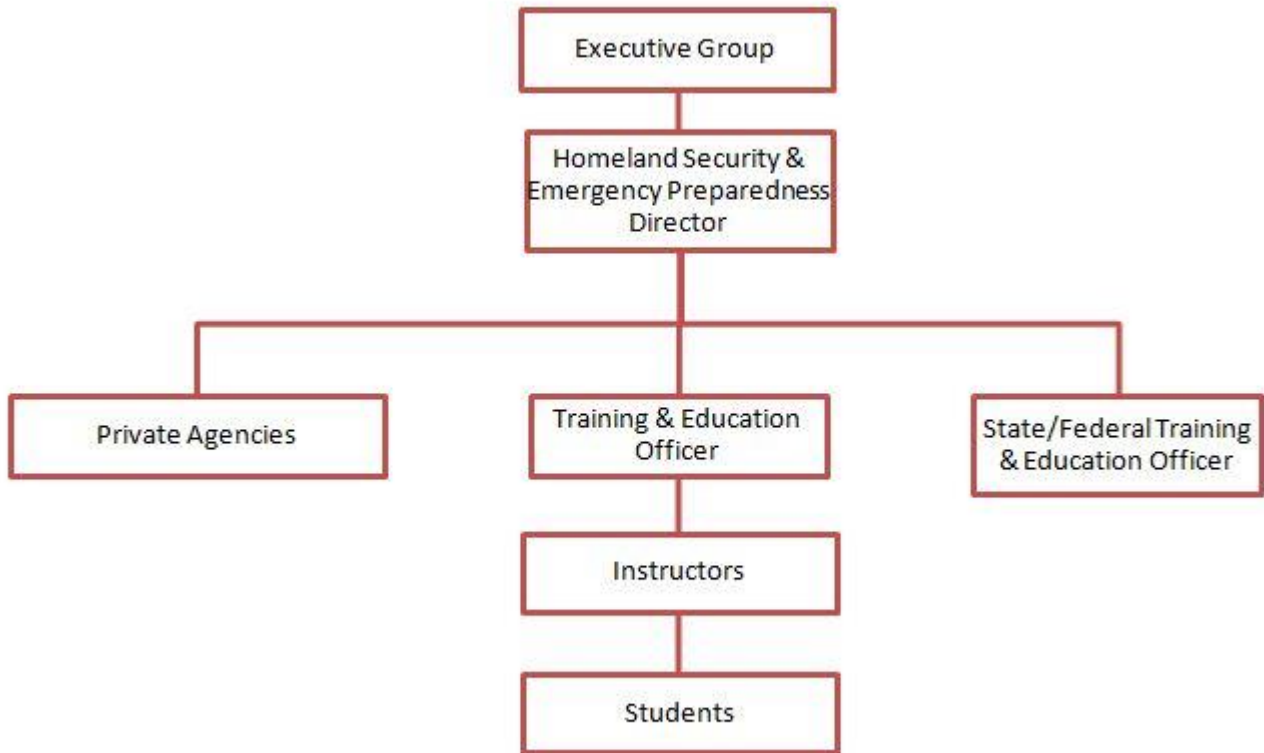 Executive Group
Homeland Security &
Emergency Preparedness
Director
Private Agencies
Training & Education
Officer
State/Federal Training
& Education Officer
Instructors
Students